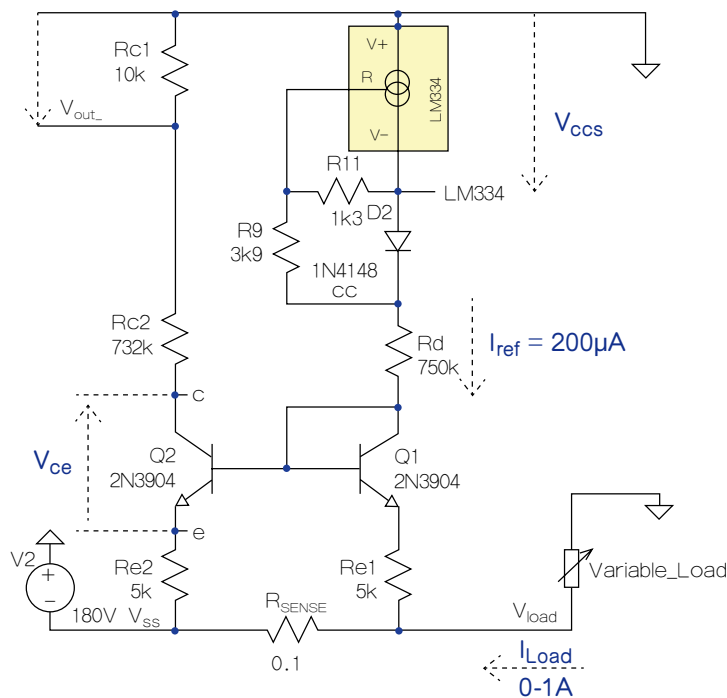 Rc1
10k
V+
R
LM334
V-
Vout_
Vccs
R11
1k3
LM334
D2
R9
3k9
1N4148
cc
Rc2
732k
Rd
750k
Iref = 200µA
c
Q2
2N3904
Q1
2N3904
Vce
e
V2
+
-
180V
Vss
Re2
5k
RSENSE
0.1
Re1
5k
Variable_Load
Vload
ILoad
0-1A